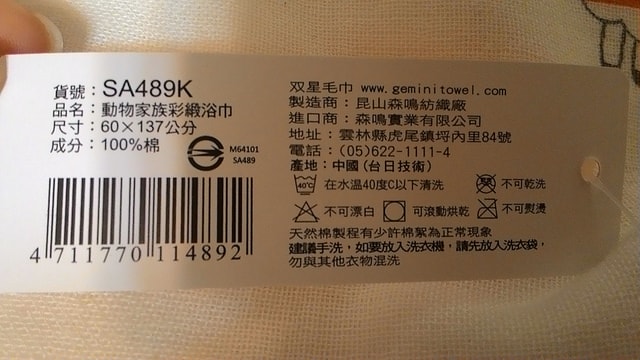 貨號：SA489K
品名：動物家族彩緞浴巾
尺寸：60×137公分
成分：100%棉
M64101
SA489
4 711770 114892
双星毛巾 www.geminitowel.com
製造商：昆山森鳴紡織廠
進口商：森鳴實業有限公司
地址：雲林縣虎尾鎮埒內里84號
電話：(05)622-1111-4
產地：中國(台日技術)
40°C 在水温40度C以下清洗 不可乾洗
不可漂白 可滾動烘乾 不可熨燙
天然棉製程有少許棉絮為正常現象
建議手洗，如要放入洗衣機，請先放入洗衣袋，
勿與其他衣物混洗